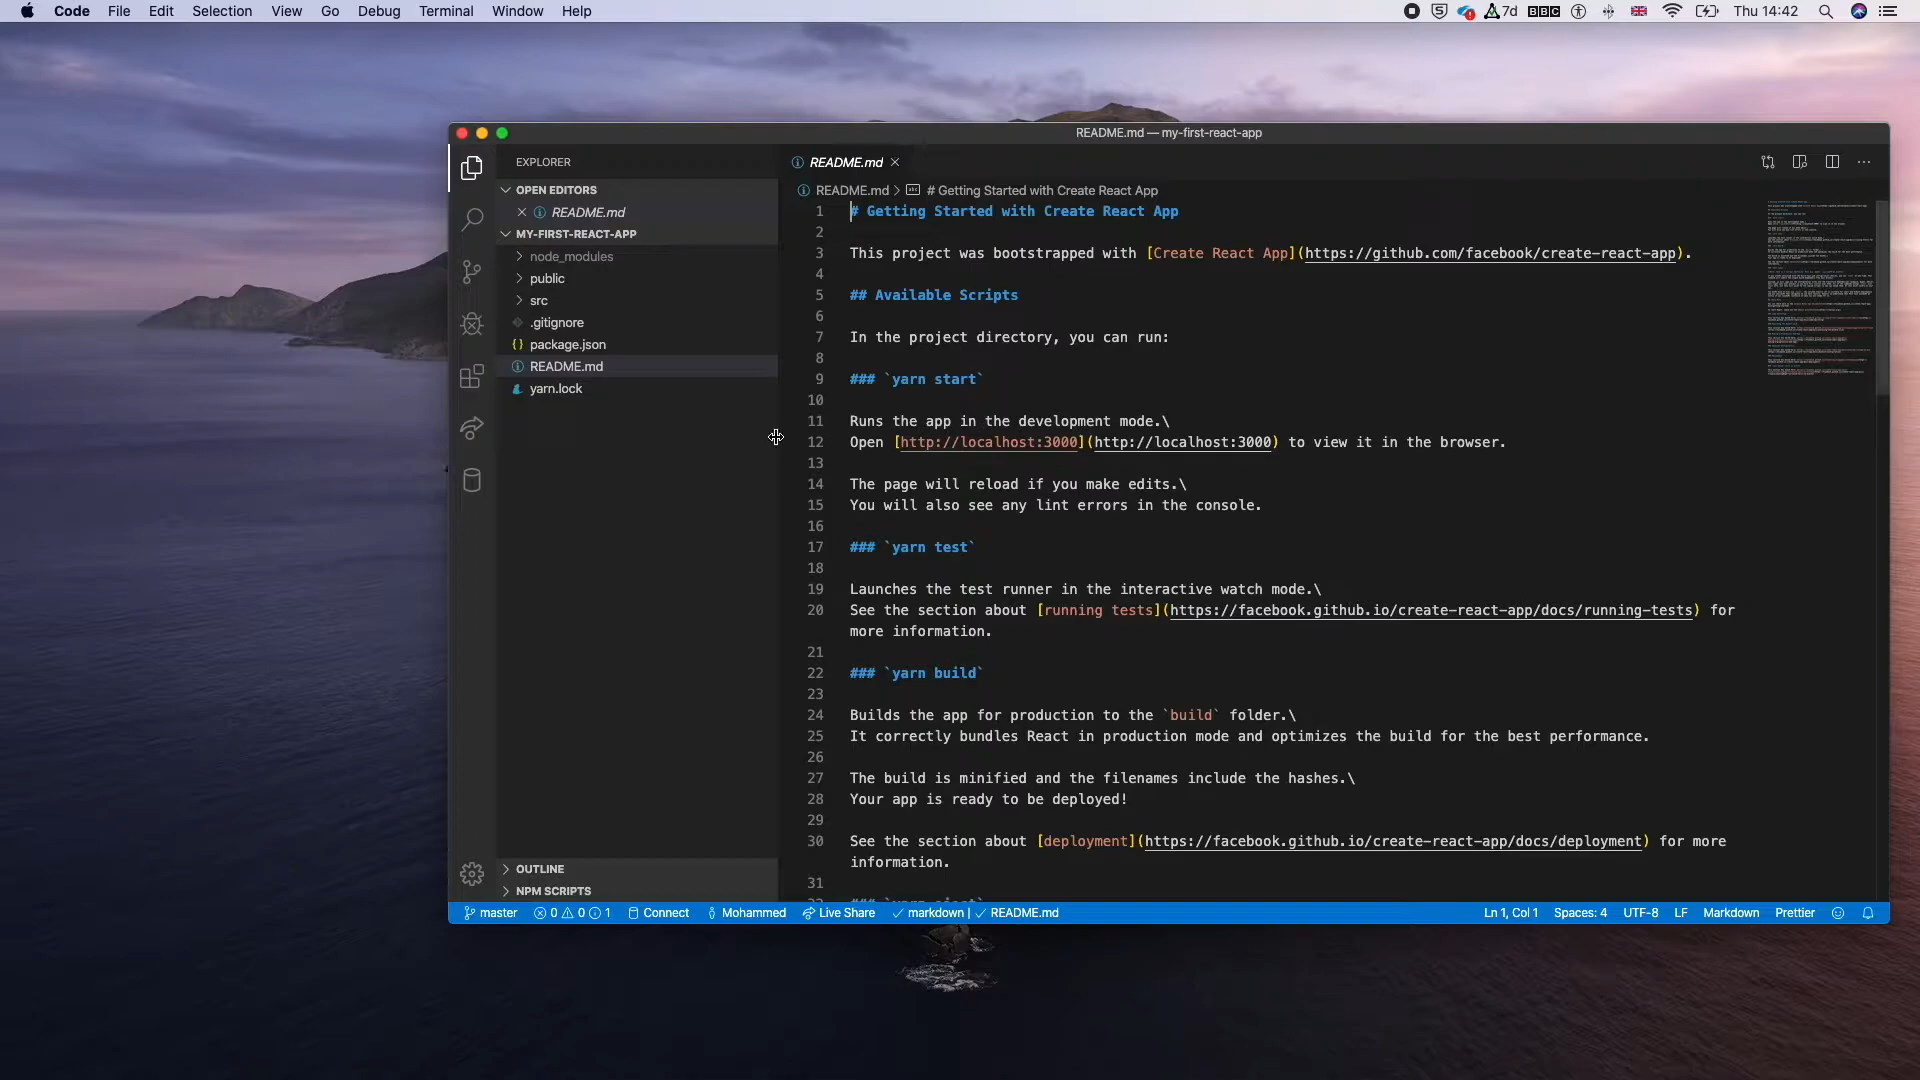 Code File Edit Selection View Go Debug Terminal Window Help 7d BBC Thu 14:42
README.md — my-first-react-app
EXPLORER
OPEN EDITORS
README.md
MY-FIRST-REACT-APP
node_modules
public
src
.gitignore
{} package.json
README.md
yarn.lock
OUTLINE
NPM SCRIPTS
README.md
README.md > # Getting Started with Create React App
1 # Getting Started with Create React App
2
3 This project was bootstrapped with [Create React App](https://github.com/facebook/create-react-app).
4
5 ## Available Scripts
6
7 In the project directory, you can run:
8
9 ### `yarn start`
10
11 Runs the app in the development mode.\
12 Open [http://localhost:3000](http://localhost:3000) to view it in the browser.
13
14 The page will reload if you make edits.\
15 You will also see any lint errors in the console.
16
17 ### `yarn test`
18
19 Launches the test runner in the interactive watch mode.\
20 See the section about [running tests](https://facebook.github.io/create-react-app/docs/running-tests) for
more information.
21
22 ### `yarn build`
23
24 Builds the app for production to the `build` folder.\
25 It correctly bundles React in production mode and optimizes the build for the best performance.
26
27 The build is minified and the filenames include the hashes.\
28 Your app is ready to be deployed!
29
30 See the section about [deployment](https://facebook.github.io/create-react-app/docs/deployment) for more
information.
31
master 0 0 1 Connect Mohammed Live Share markdown | README.md Ln 1, Col 1 Spaces: 4 UTF-8 LF Markdown Prettier